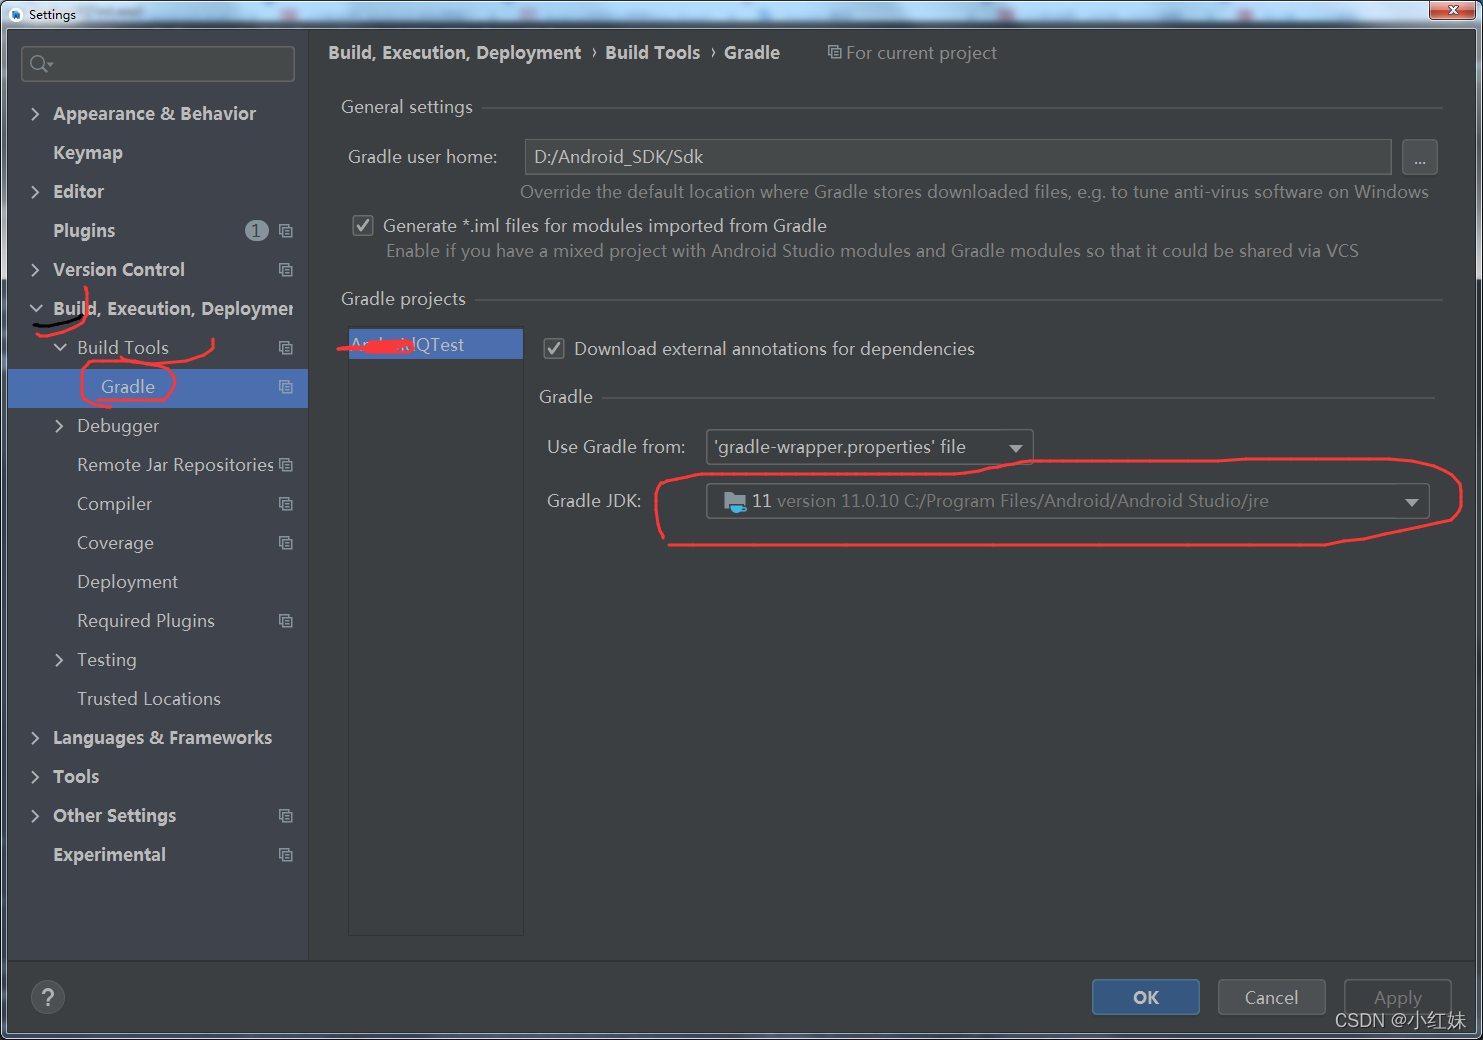 Settings
Appearance & Behavior
Keymap
Editor
Plugins 1
Version Control
Build, Execution, Deploymen
Build Tools
Gradle
Debugger
Remote Jar Repositories
Compiler
Coverage
Deployment
Required Plugins
Testing
Trusted Locations
Languages & Frameworks
Tools
Other Settings
Experimental
Build, Execution, Deployment › Build Tools › Gradle For current project
General settings
Gradle user home: D:/Android_SDK/Sdk ...
Override the default location where Gradle stores downloaded files, e.g. to tune anti-virus software on Windows
Generate *.iml files for modules imported from Gradle
Enable if you have a mixed project with Android Studio modules and Gradle modules so that it could be shared via VCS
Gradle projects
QTest
Download external annotations for dependencies
Gradle
Use Gradle from: 'gradle-wrapper.properties' file
Gradle JDK: 11 version 11.0.10 C:/Program Files/Android/Android Studio/jre
?
OK Cancel Apply
CSDN @小红妹